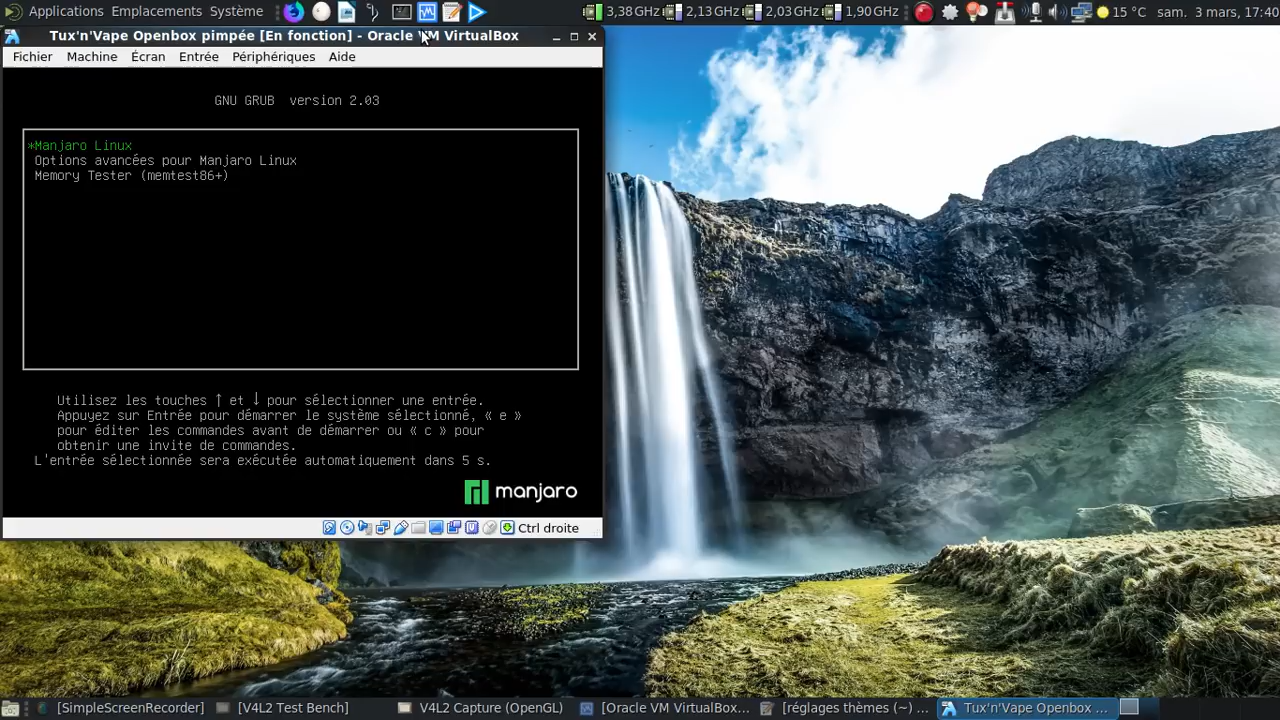 Applications Emplacements Système 3,38 GHz 2,13 GHz 2,03 GHz 1,90 GHz 15 °C sam. 3 mars, 17:40
Tux'n'Vape Openbox pimpée [En fonction] - Oracle VM VirtualBox
Fichier Machine Écran Entrée Périphériques Aide
GNU GRUB version 2.03
*Manjaro Linux
Options avancées pour Manjaro Linux
Memory Tester (memtest86+)
Utilisez les touches ↑ et ↓ pour sélectionner une entrée.
Appuyez sur Entrée pour démarrer le système sélectionné, « e »
pour éditer les commandes avant de démarrer ou « c » pour
obtenir une invite de commandes.
L'entrée sélectionnée sera exécutée automatiquement dans 5 s.
manjaro
Ctrl droite
[SimpleScreenRecorder] [V4L2 Test Bench] V4L2 Capture (OpenGL) [Oracle VM VirtualBox... [réglages thèmes (~) ... Tux'n'Vape Openbox ...